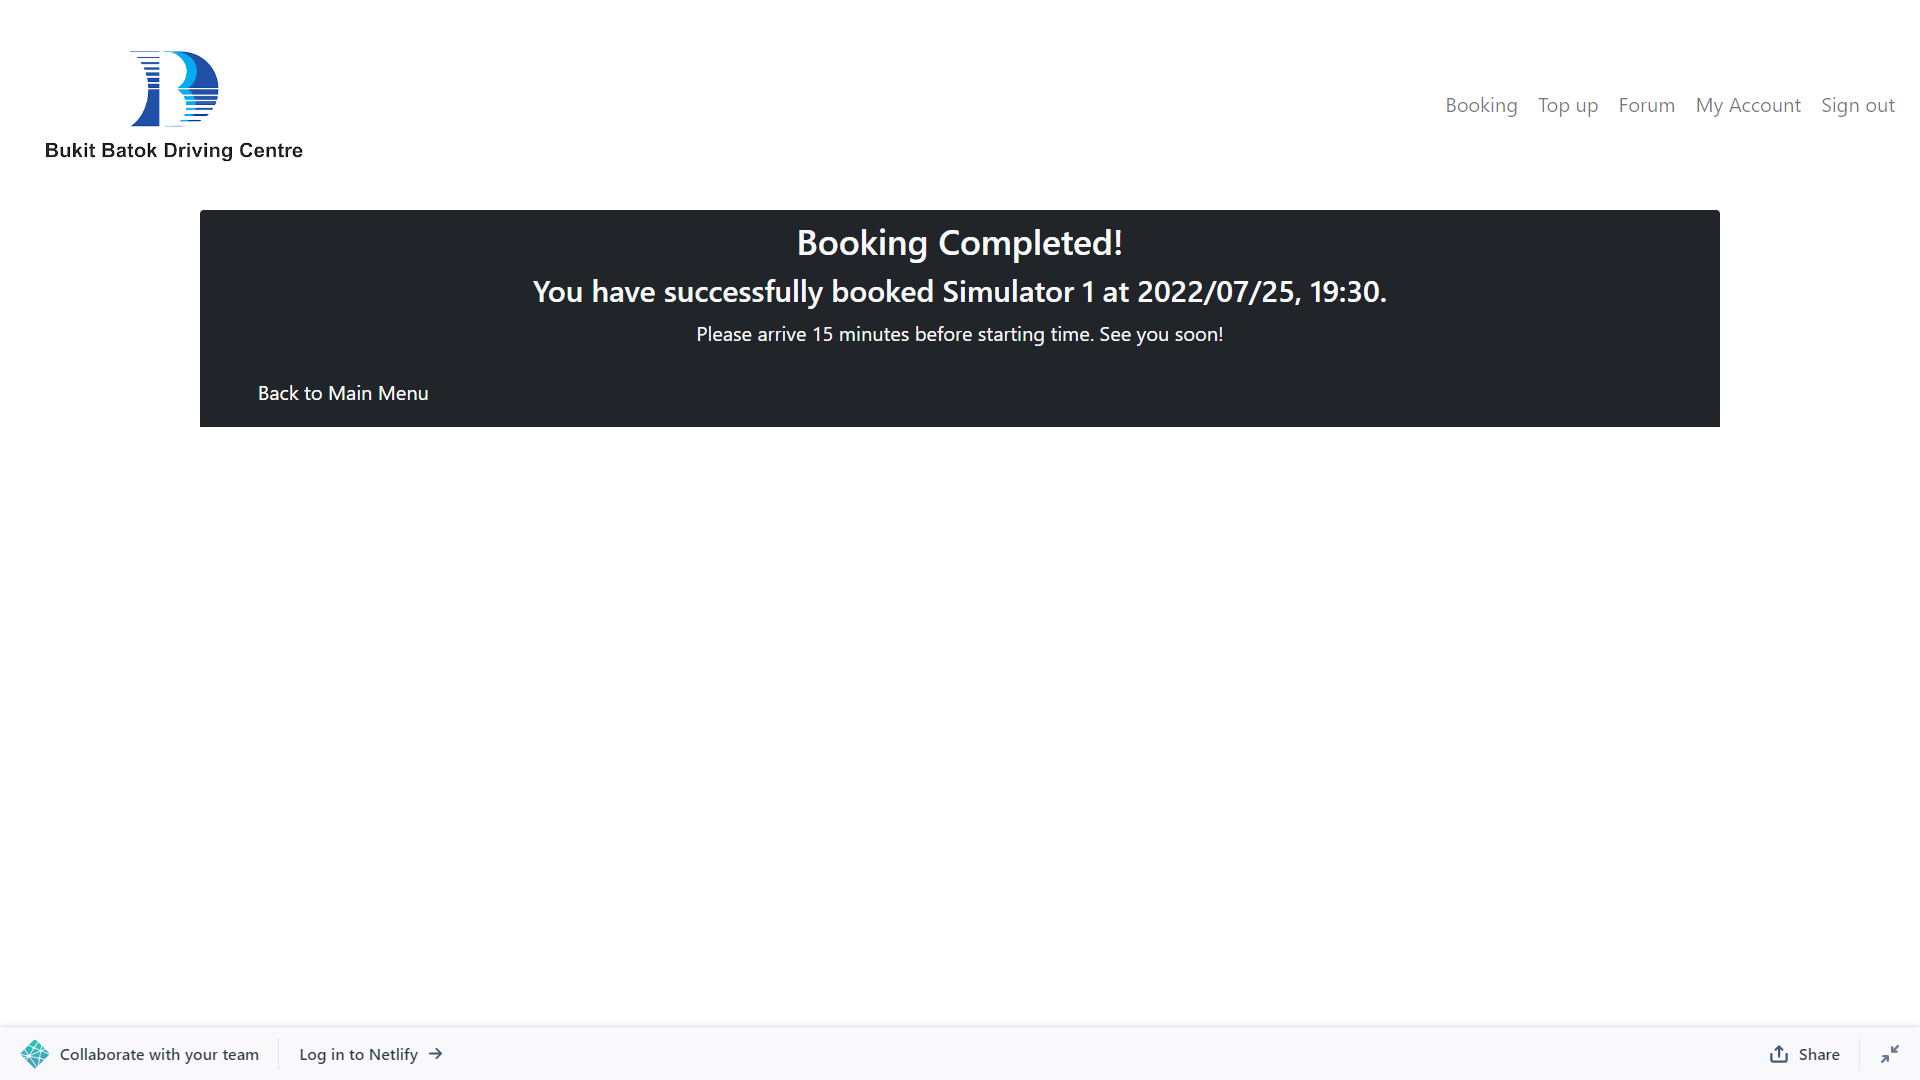 Bukit Batok Driving Centre
Booking Top up Forum My Account Sign out
Booking Completed!
You have successfully booked Simulator 1 at 2022/07/25, 19:30.
Please arrive 15 minutes before starting time. See you soon!
Back to Main Menu
Collaborate with your team Log in to Netlify → Share